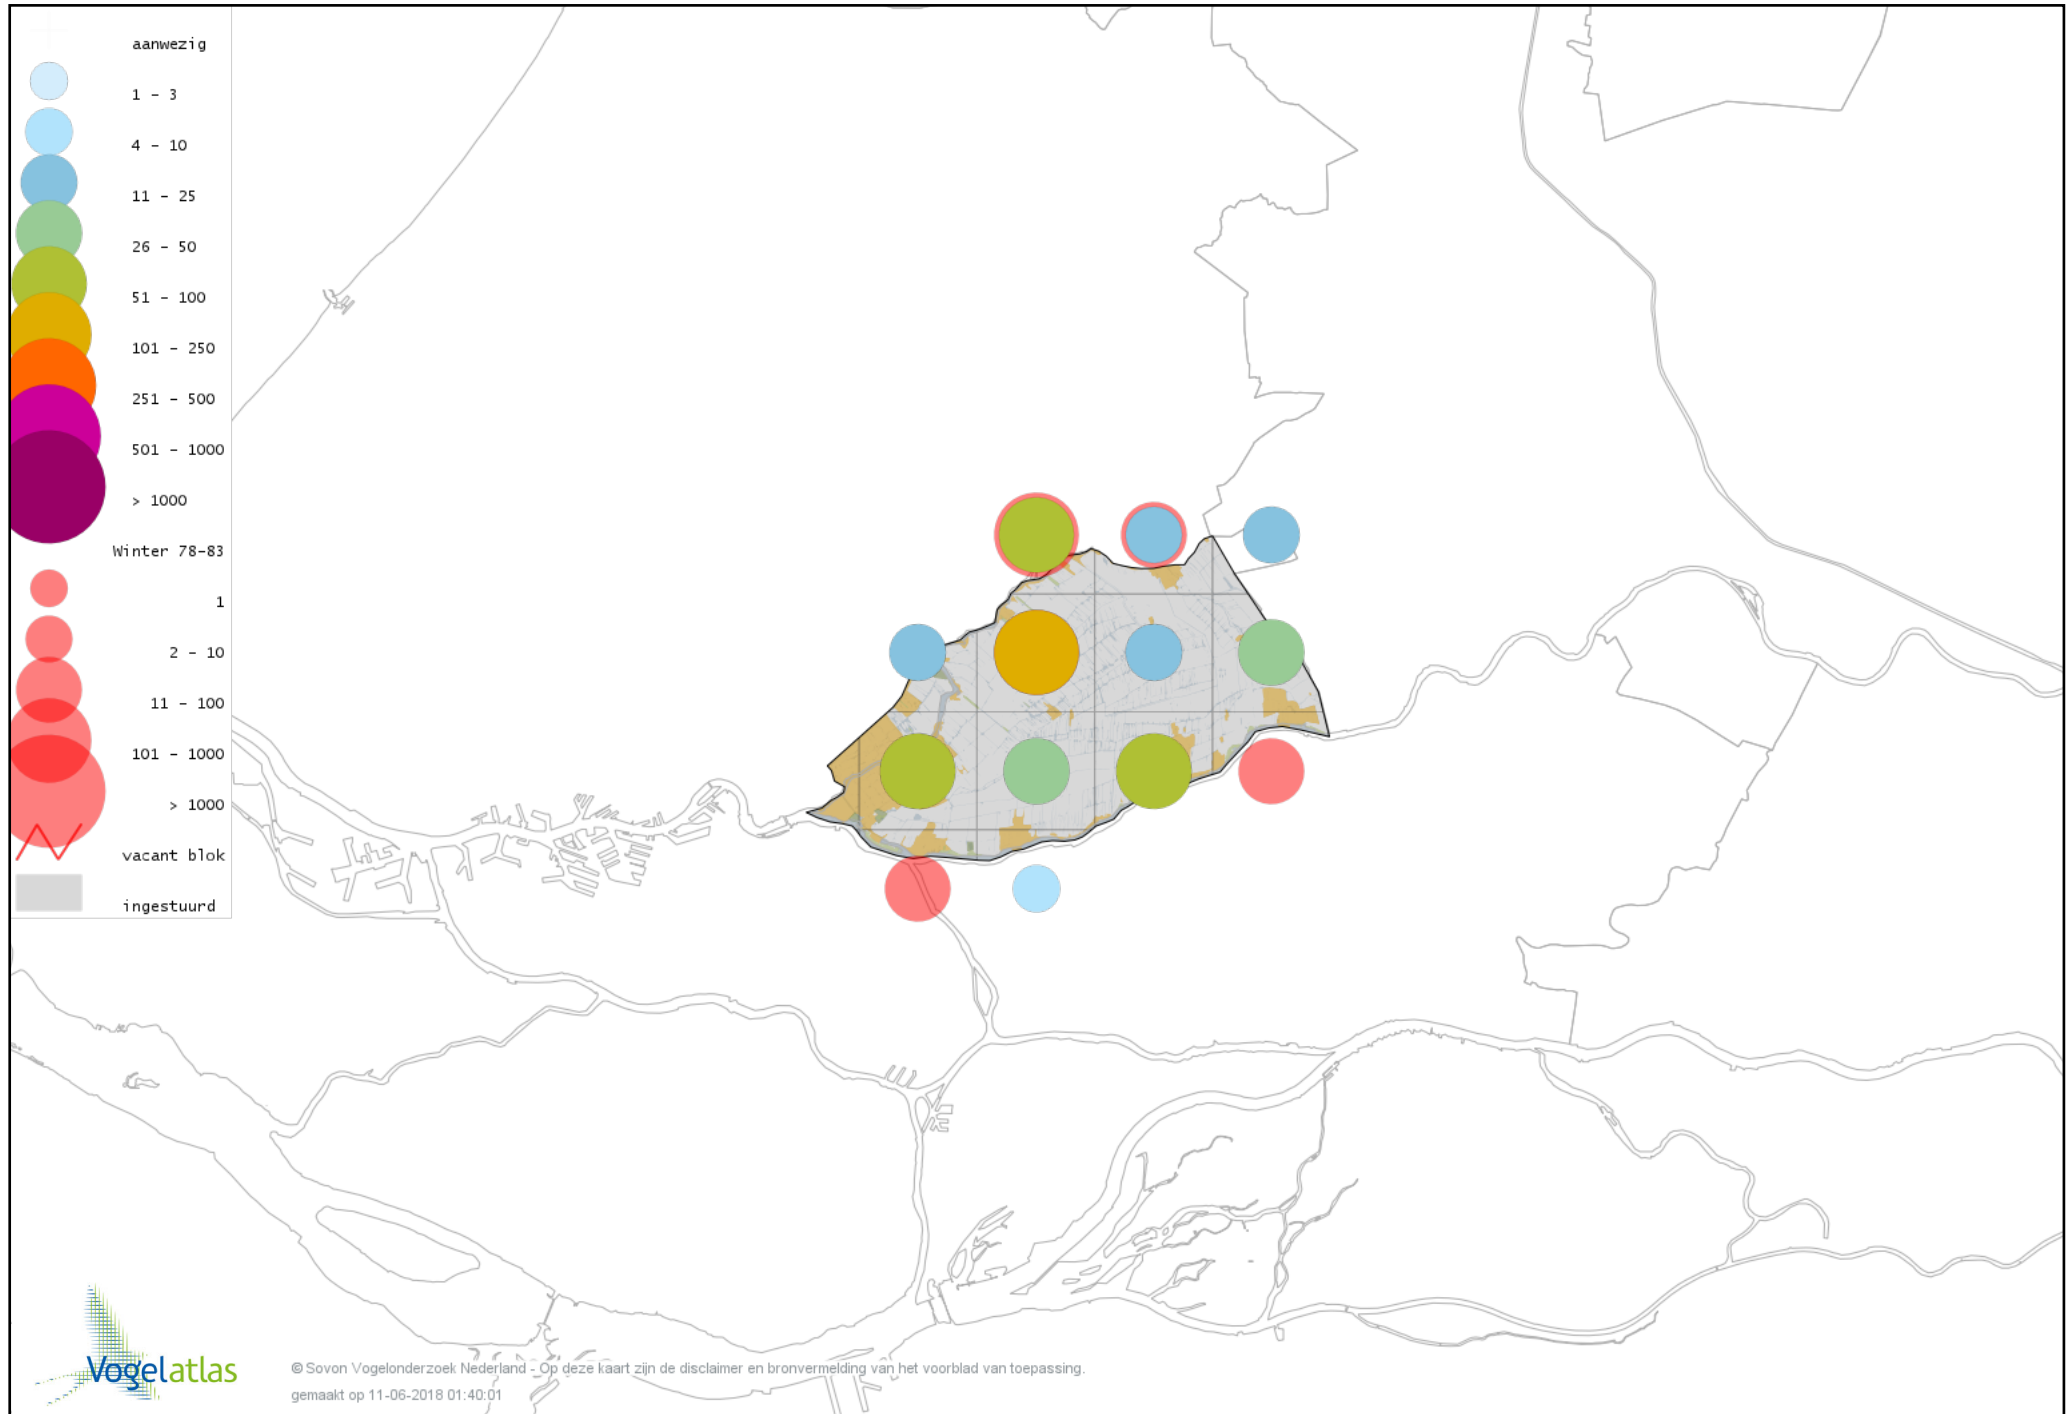 aanwezig
1 - 3
4 - 10
11 - 25
26 - 50
51 - 100
101 - 250
251 - 500
501 - 1000
> 1000
Winter 78-83
1
2 - 10
11 - 100
101 - 1000
> 1000
vacant blok
ingestuurd
Vogelatlas
© Sovon Vogelonderzoek Nederland - Op deze kaart zijn de disclaimer en bronvermelding van het voorblad van toepassing.
gemaakt op 11-06-2018 01:40:01